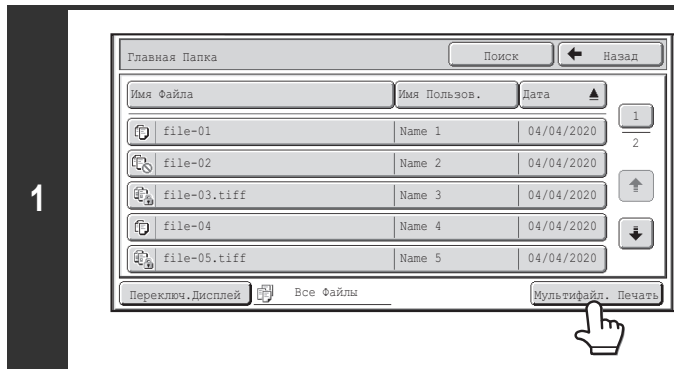 1
Главная Папка Поиск Назад
Имя Файла Имя Пользов. Дата
file-01 Name 1 04/04/2020 1
2
file-02 Name 2 04/04/2020
file-03.tiff Name 3 04/04/2020
file-04 Name 4 04/04/2020
file-05.tiff Name 5 04/04/2020
Переключ.Дисплей Все Файлы Мультифайл. Печать